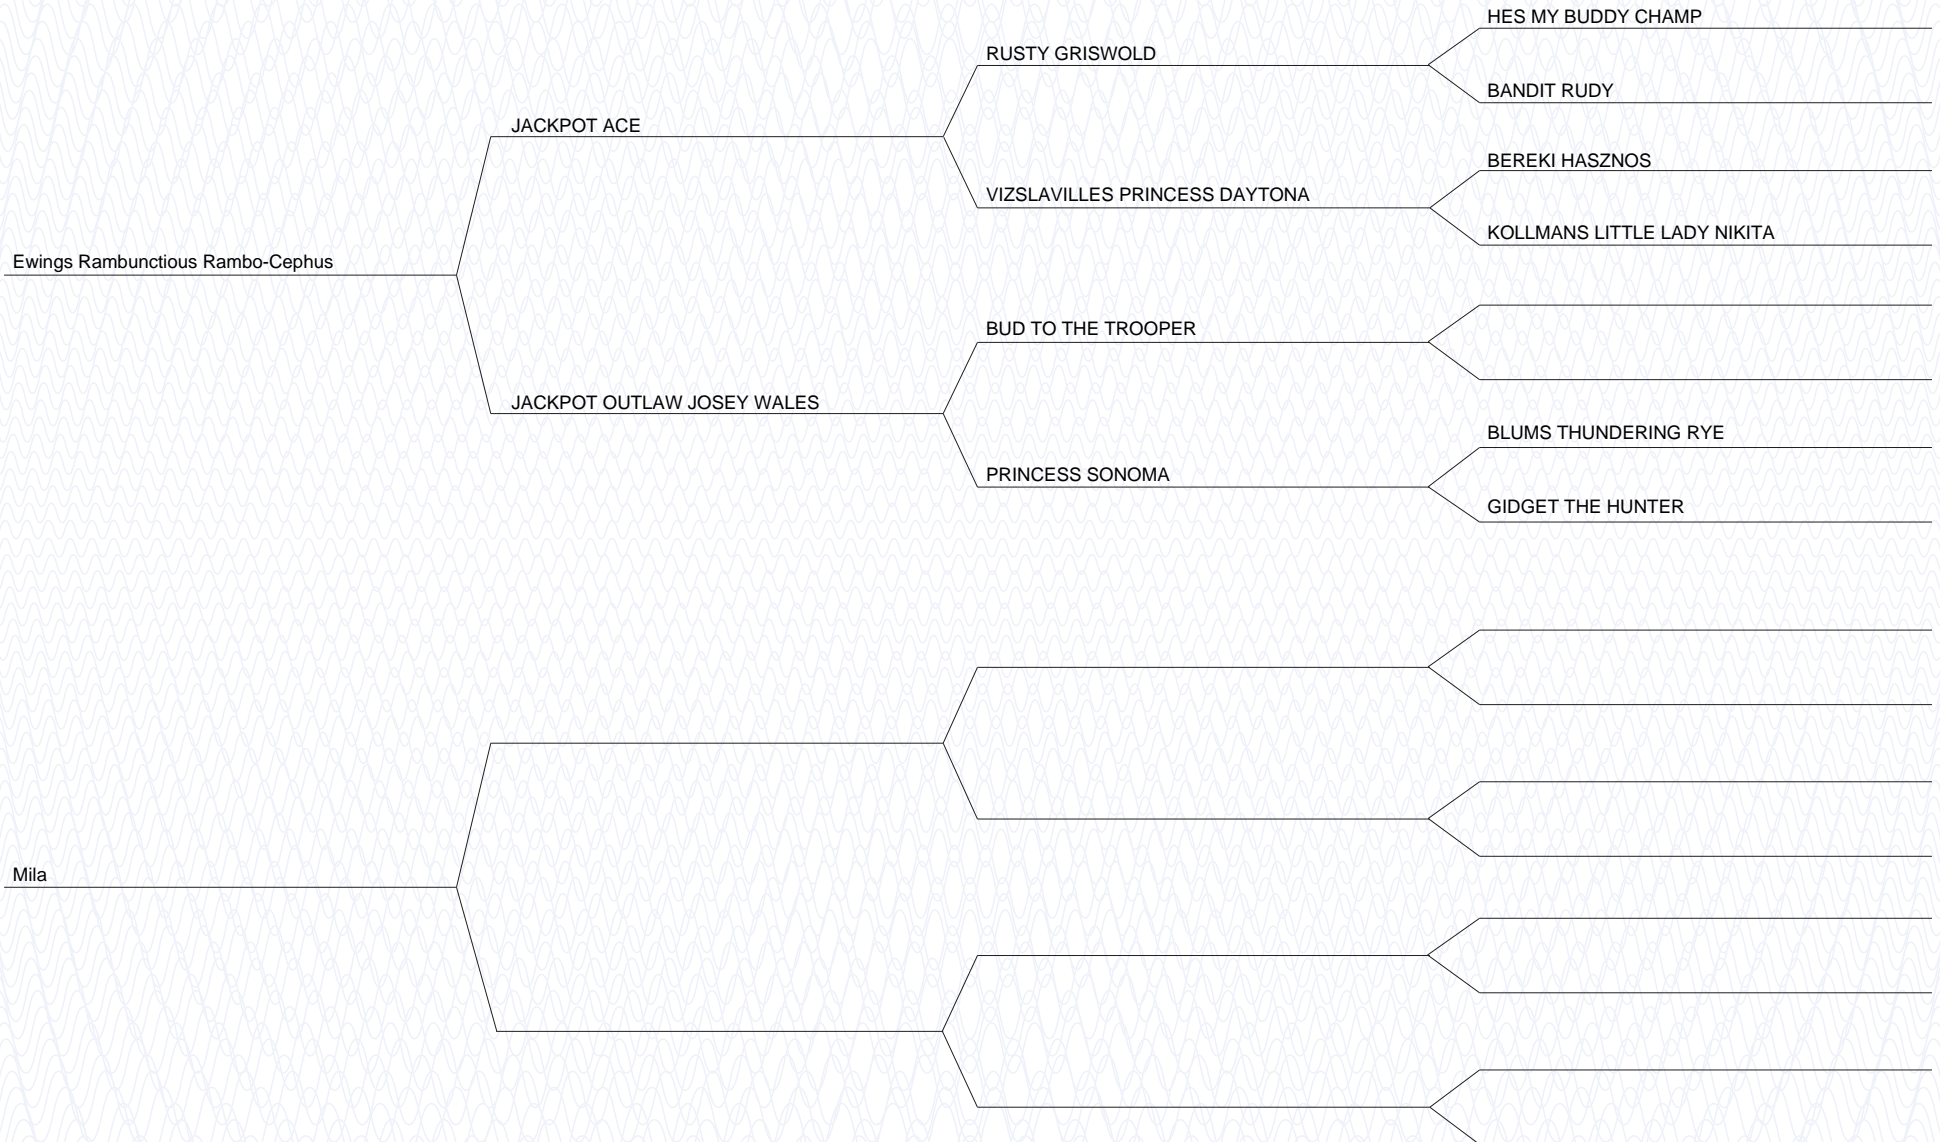 HES MY BUDDY CHAMP
RUSTY GRISWOLD
BANDIT RUDY
JACKPOT ACE
BEREKI HASZNOS
VIZSLAVILLES PRINCESS DAYTONA
KOLLMANS LITTLE LADY NIKITA
Ewings Rambunctious Rambo-Cephus
BUD TO THE TROOPER
JACKPOT OUTLAW JOSEY WALES
BLUMS THUNDERING RYE
PRINCESS SONOMA
GIDGET THE HUNTER
Mila